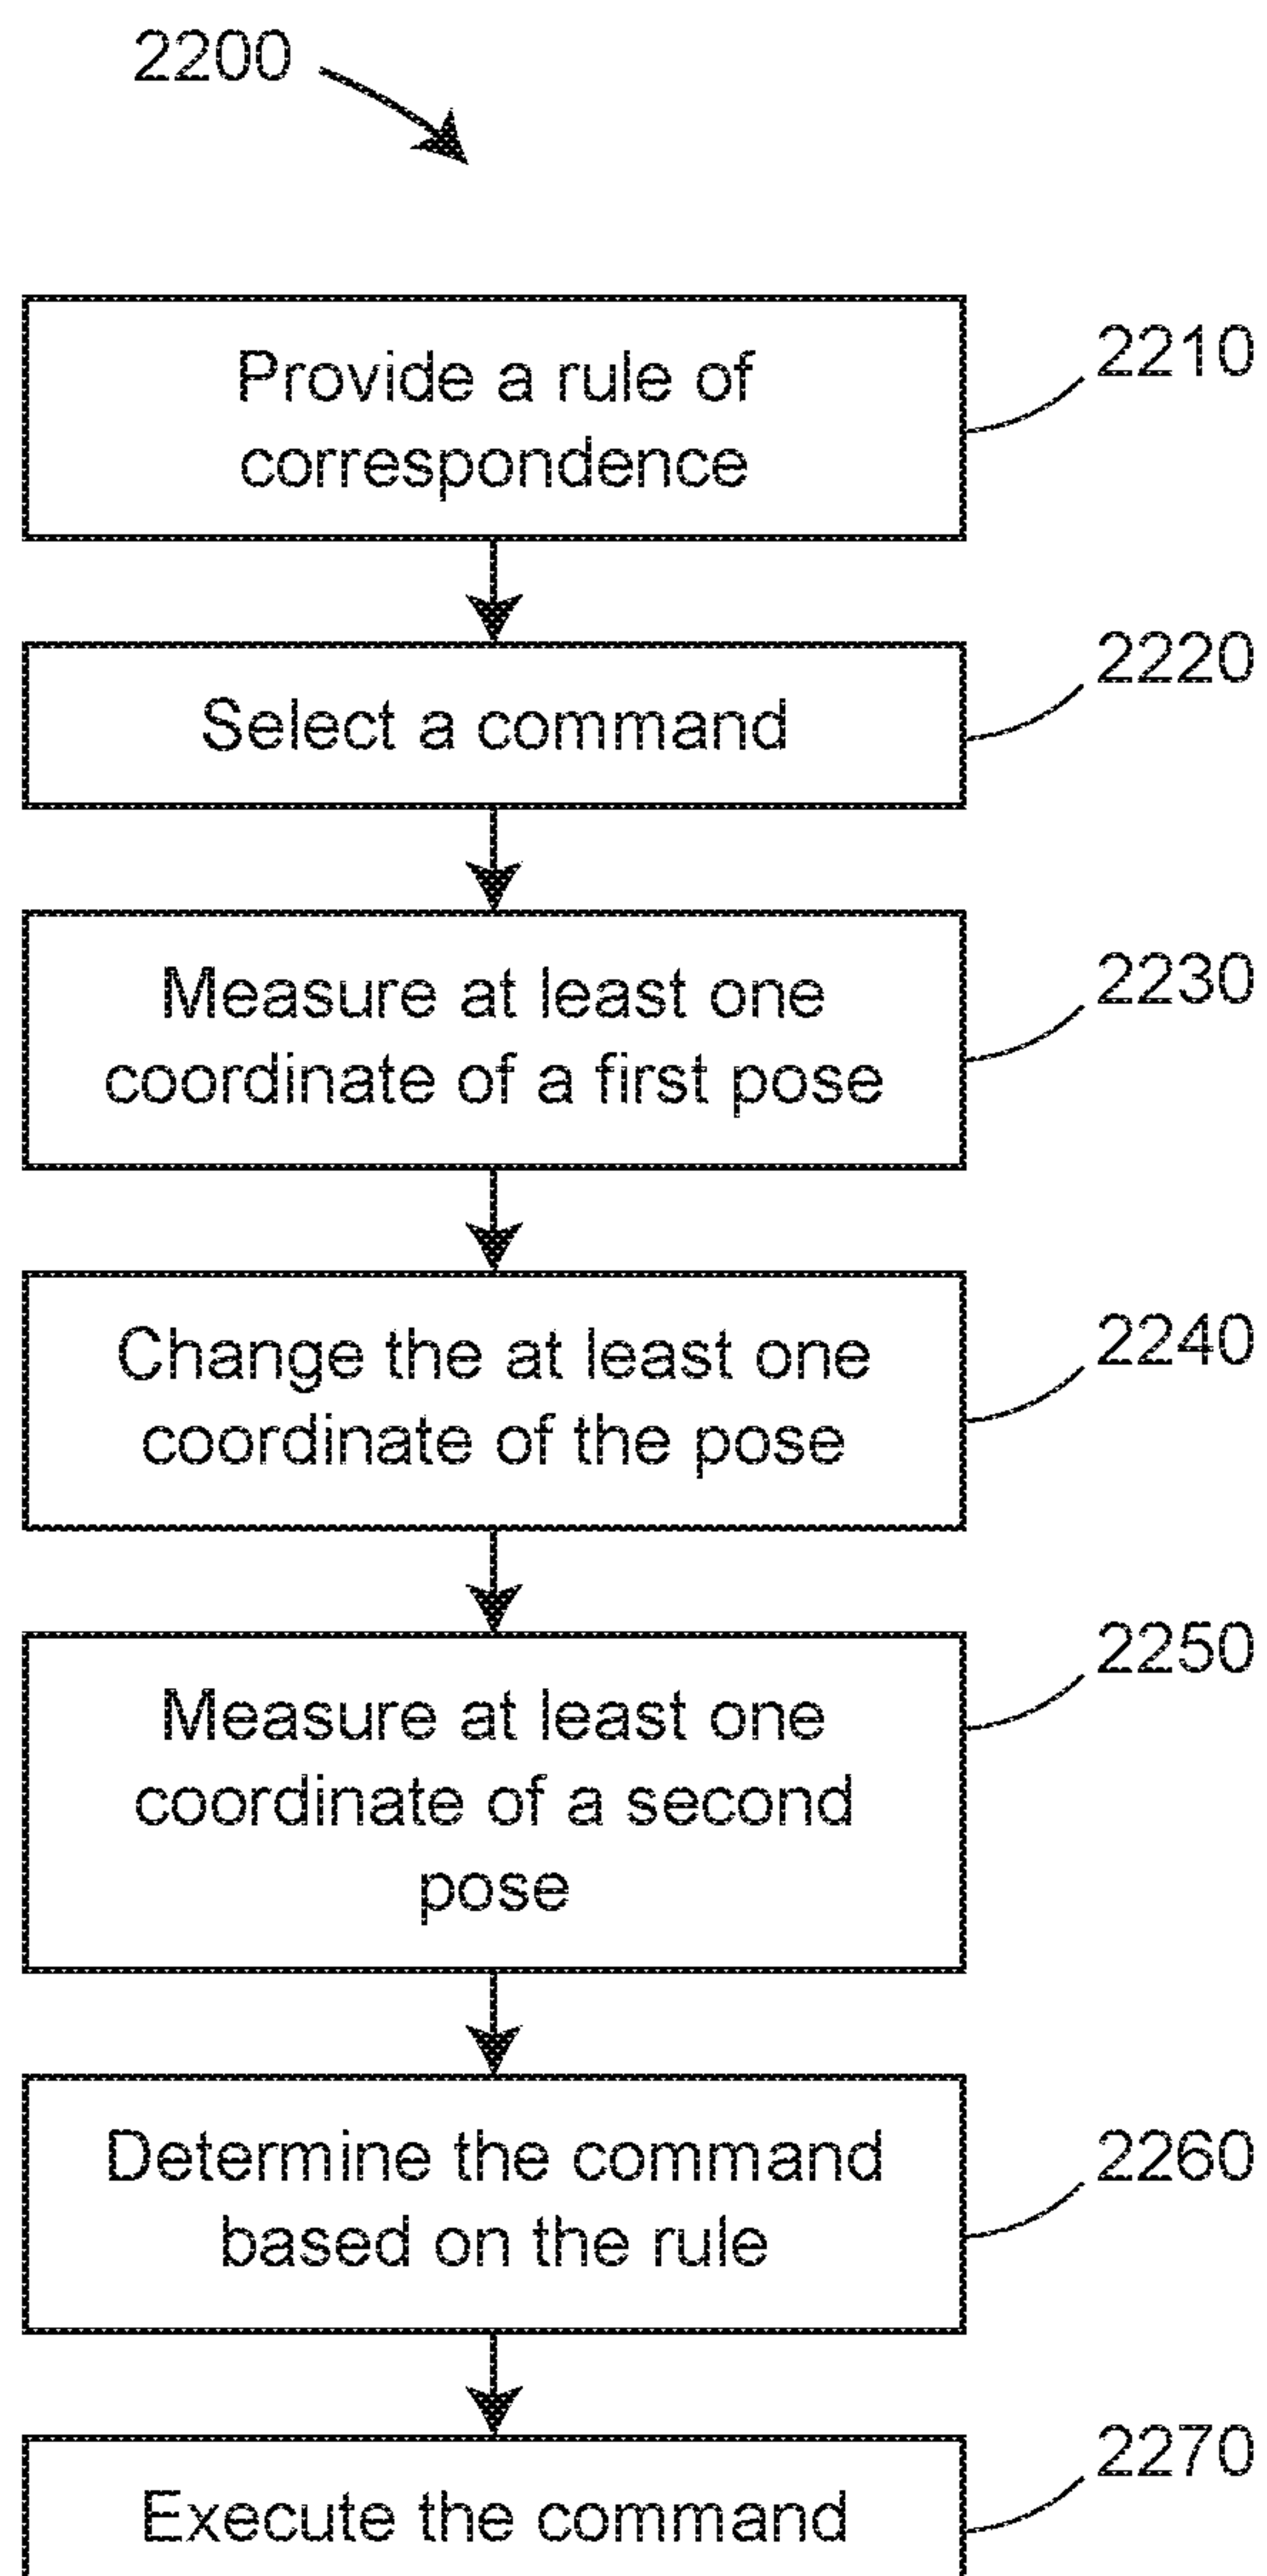 2200
Provide a rule of
correspondence
2210
Select a command
2220
Measure at least one
coordinate of a first pose
2230
Change the at least one
coordinate of the pose
2240
Measure at least one
coordinate of a second
pose
2250
Determine the command
based on the rule
2260
Execute the command
2270